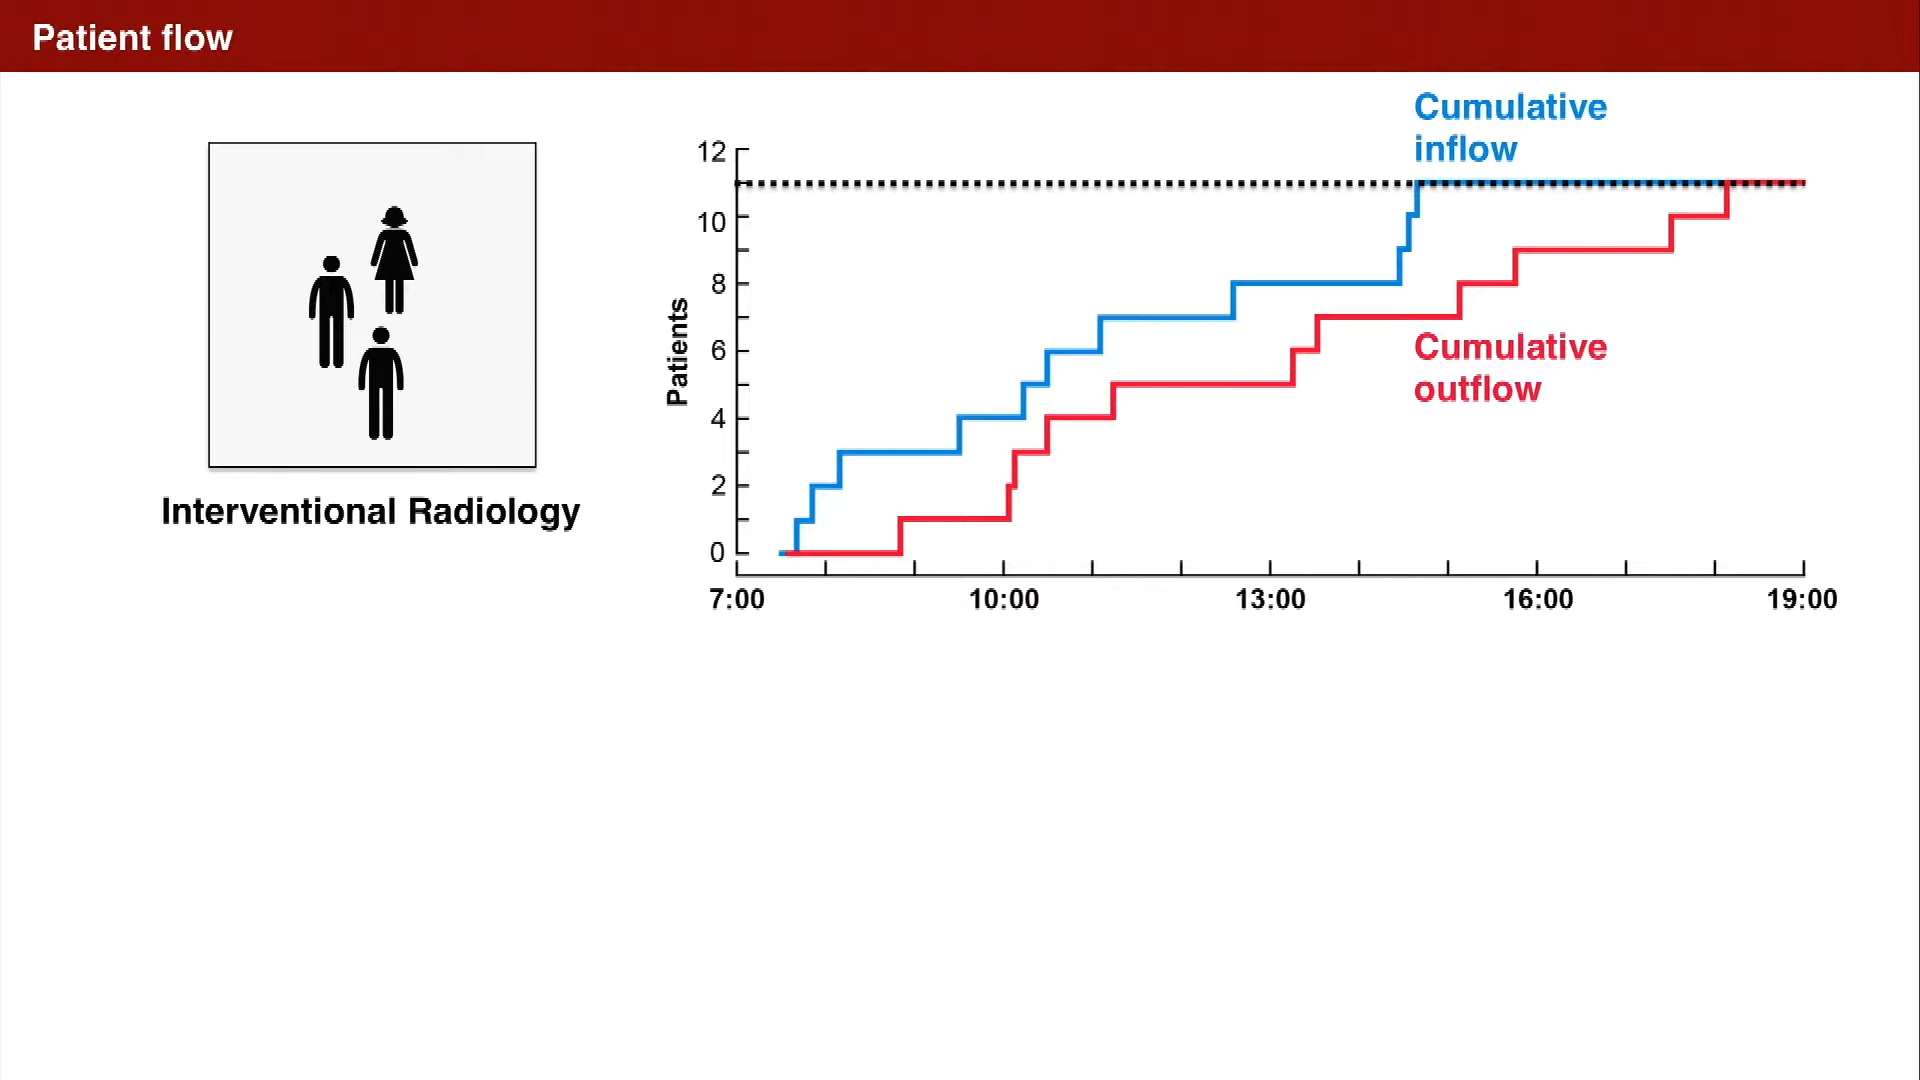 Patient flow
Interventional Radiology
Cumulative
inflow
Cumulative
outflow
Patients
12
10
8
6
4
2
0
7:00
10:00
13:00
16:00
19:00